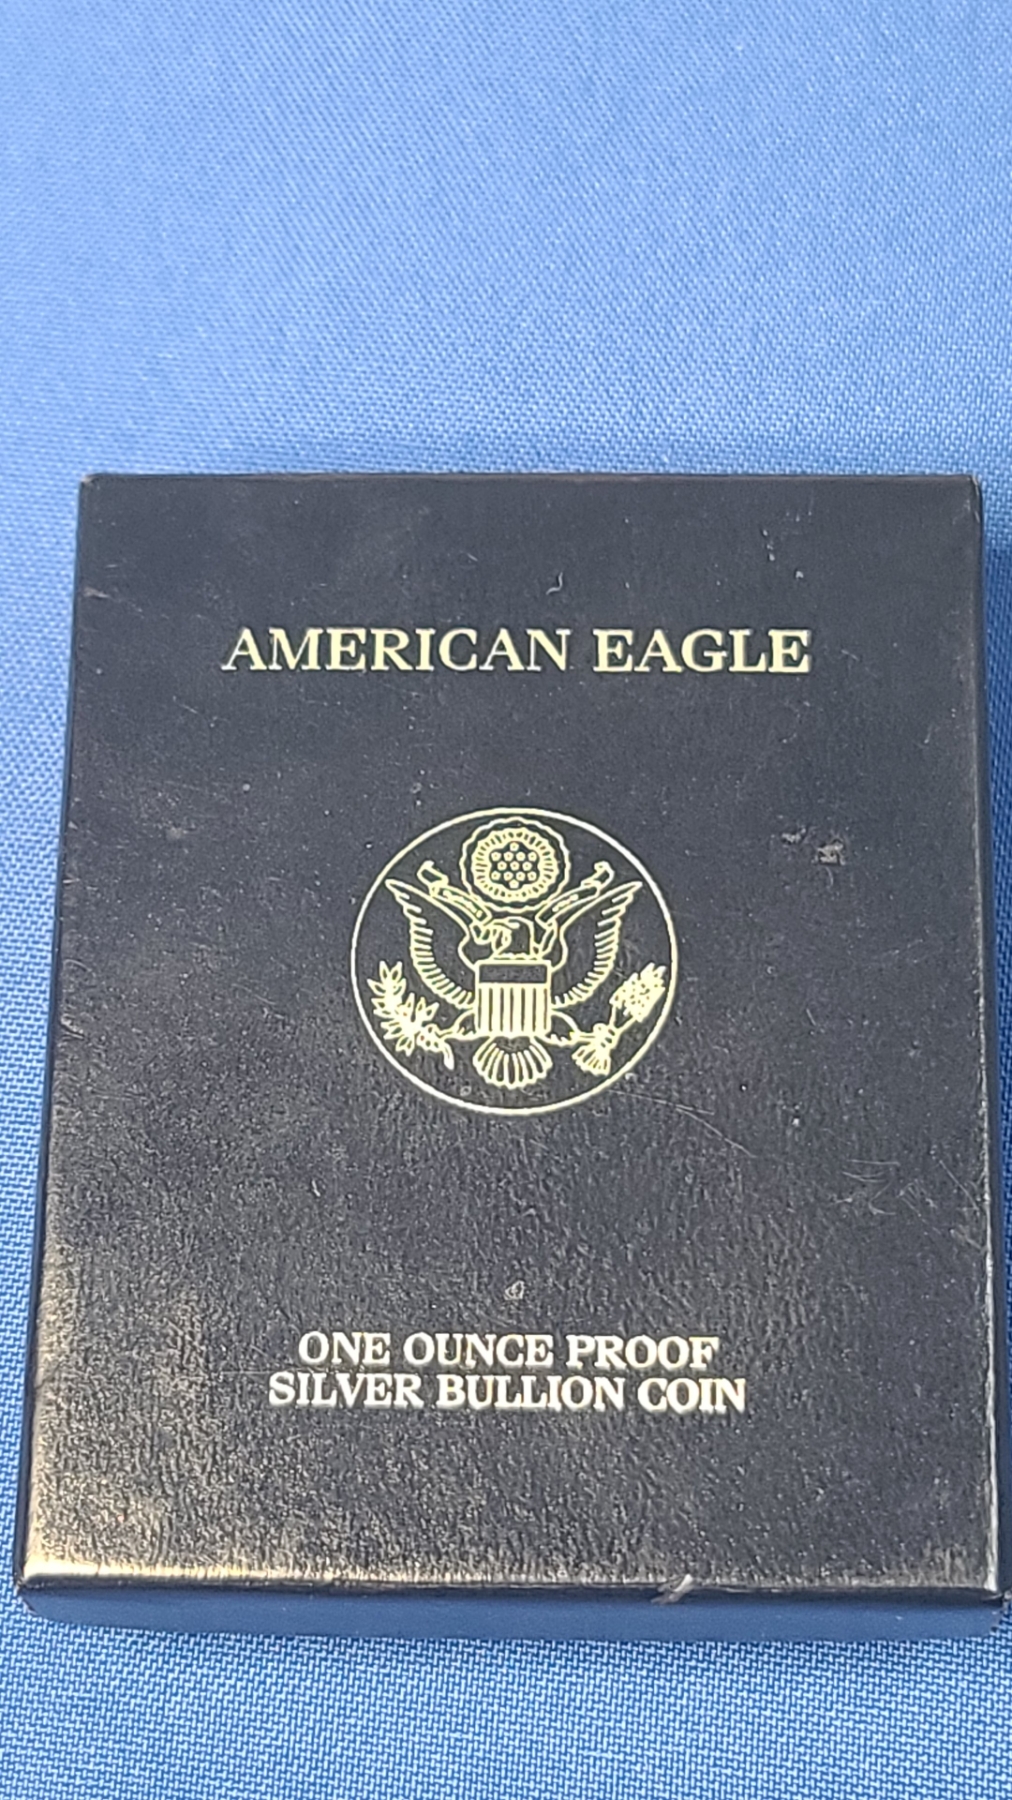 AMERICAN EAGLE
ONE OUNCE PROOF
SILVER BULLION COIN